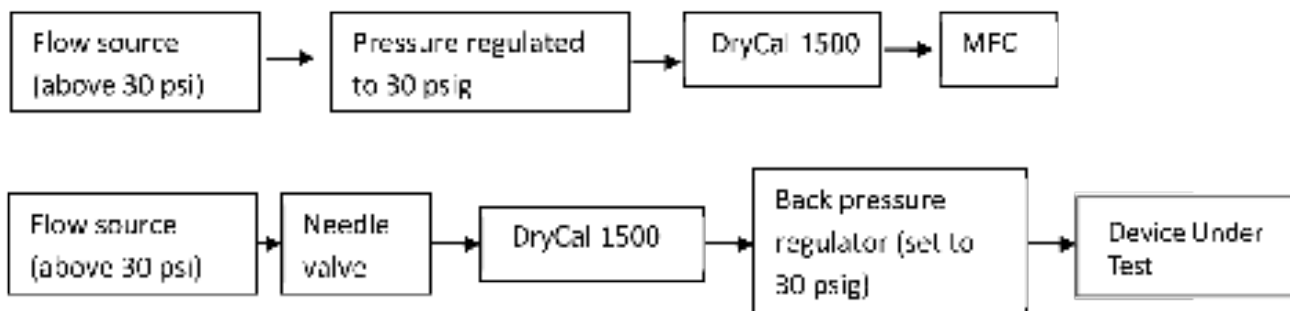 Flow source
(above 30 psi)
Pressure regulated
to 30 psig
DryCal 1500
MFC
Flow source
(above 30 psi)
Needle
valve
DryCal 1500
Back pressure
regulator (set to
30 psig)
Device Under
Test